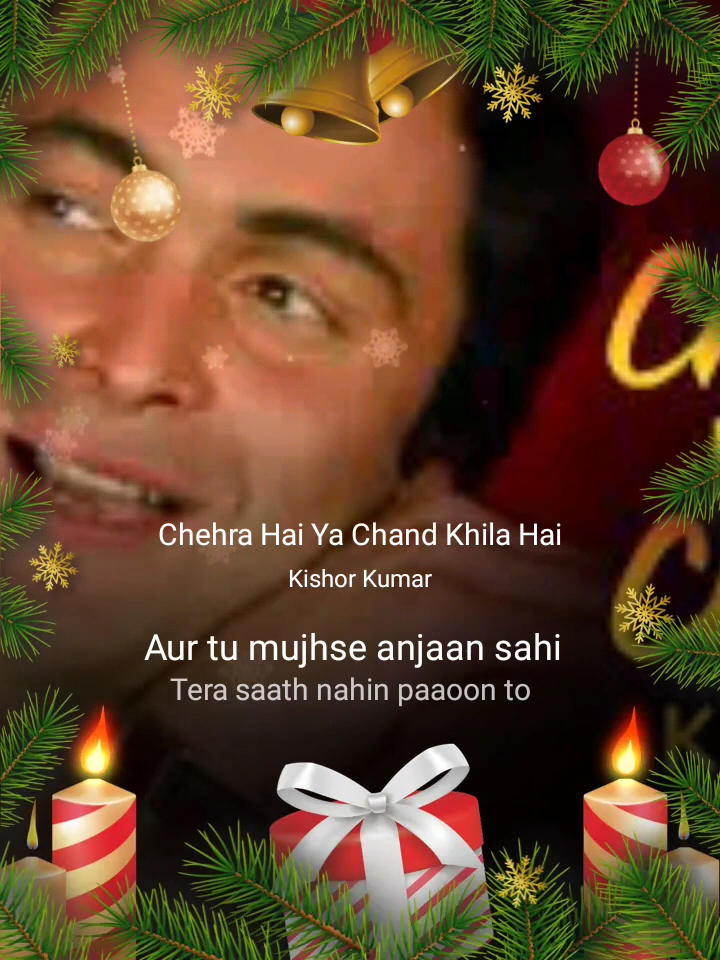 Chehra Hai Ya Chand Khila Hai
Kishor Kumar
Aur tu mujhse anjaan sahi
Tera saath nahin paaoon to